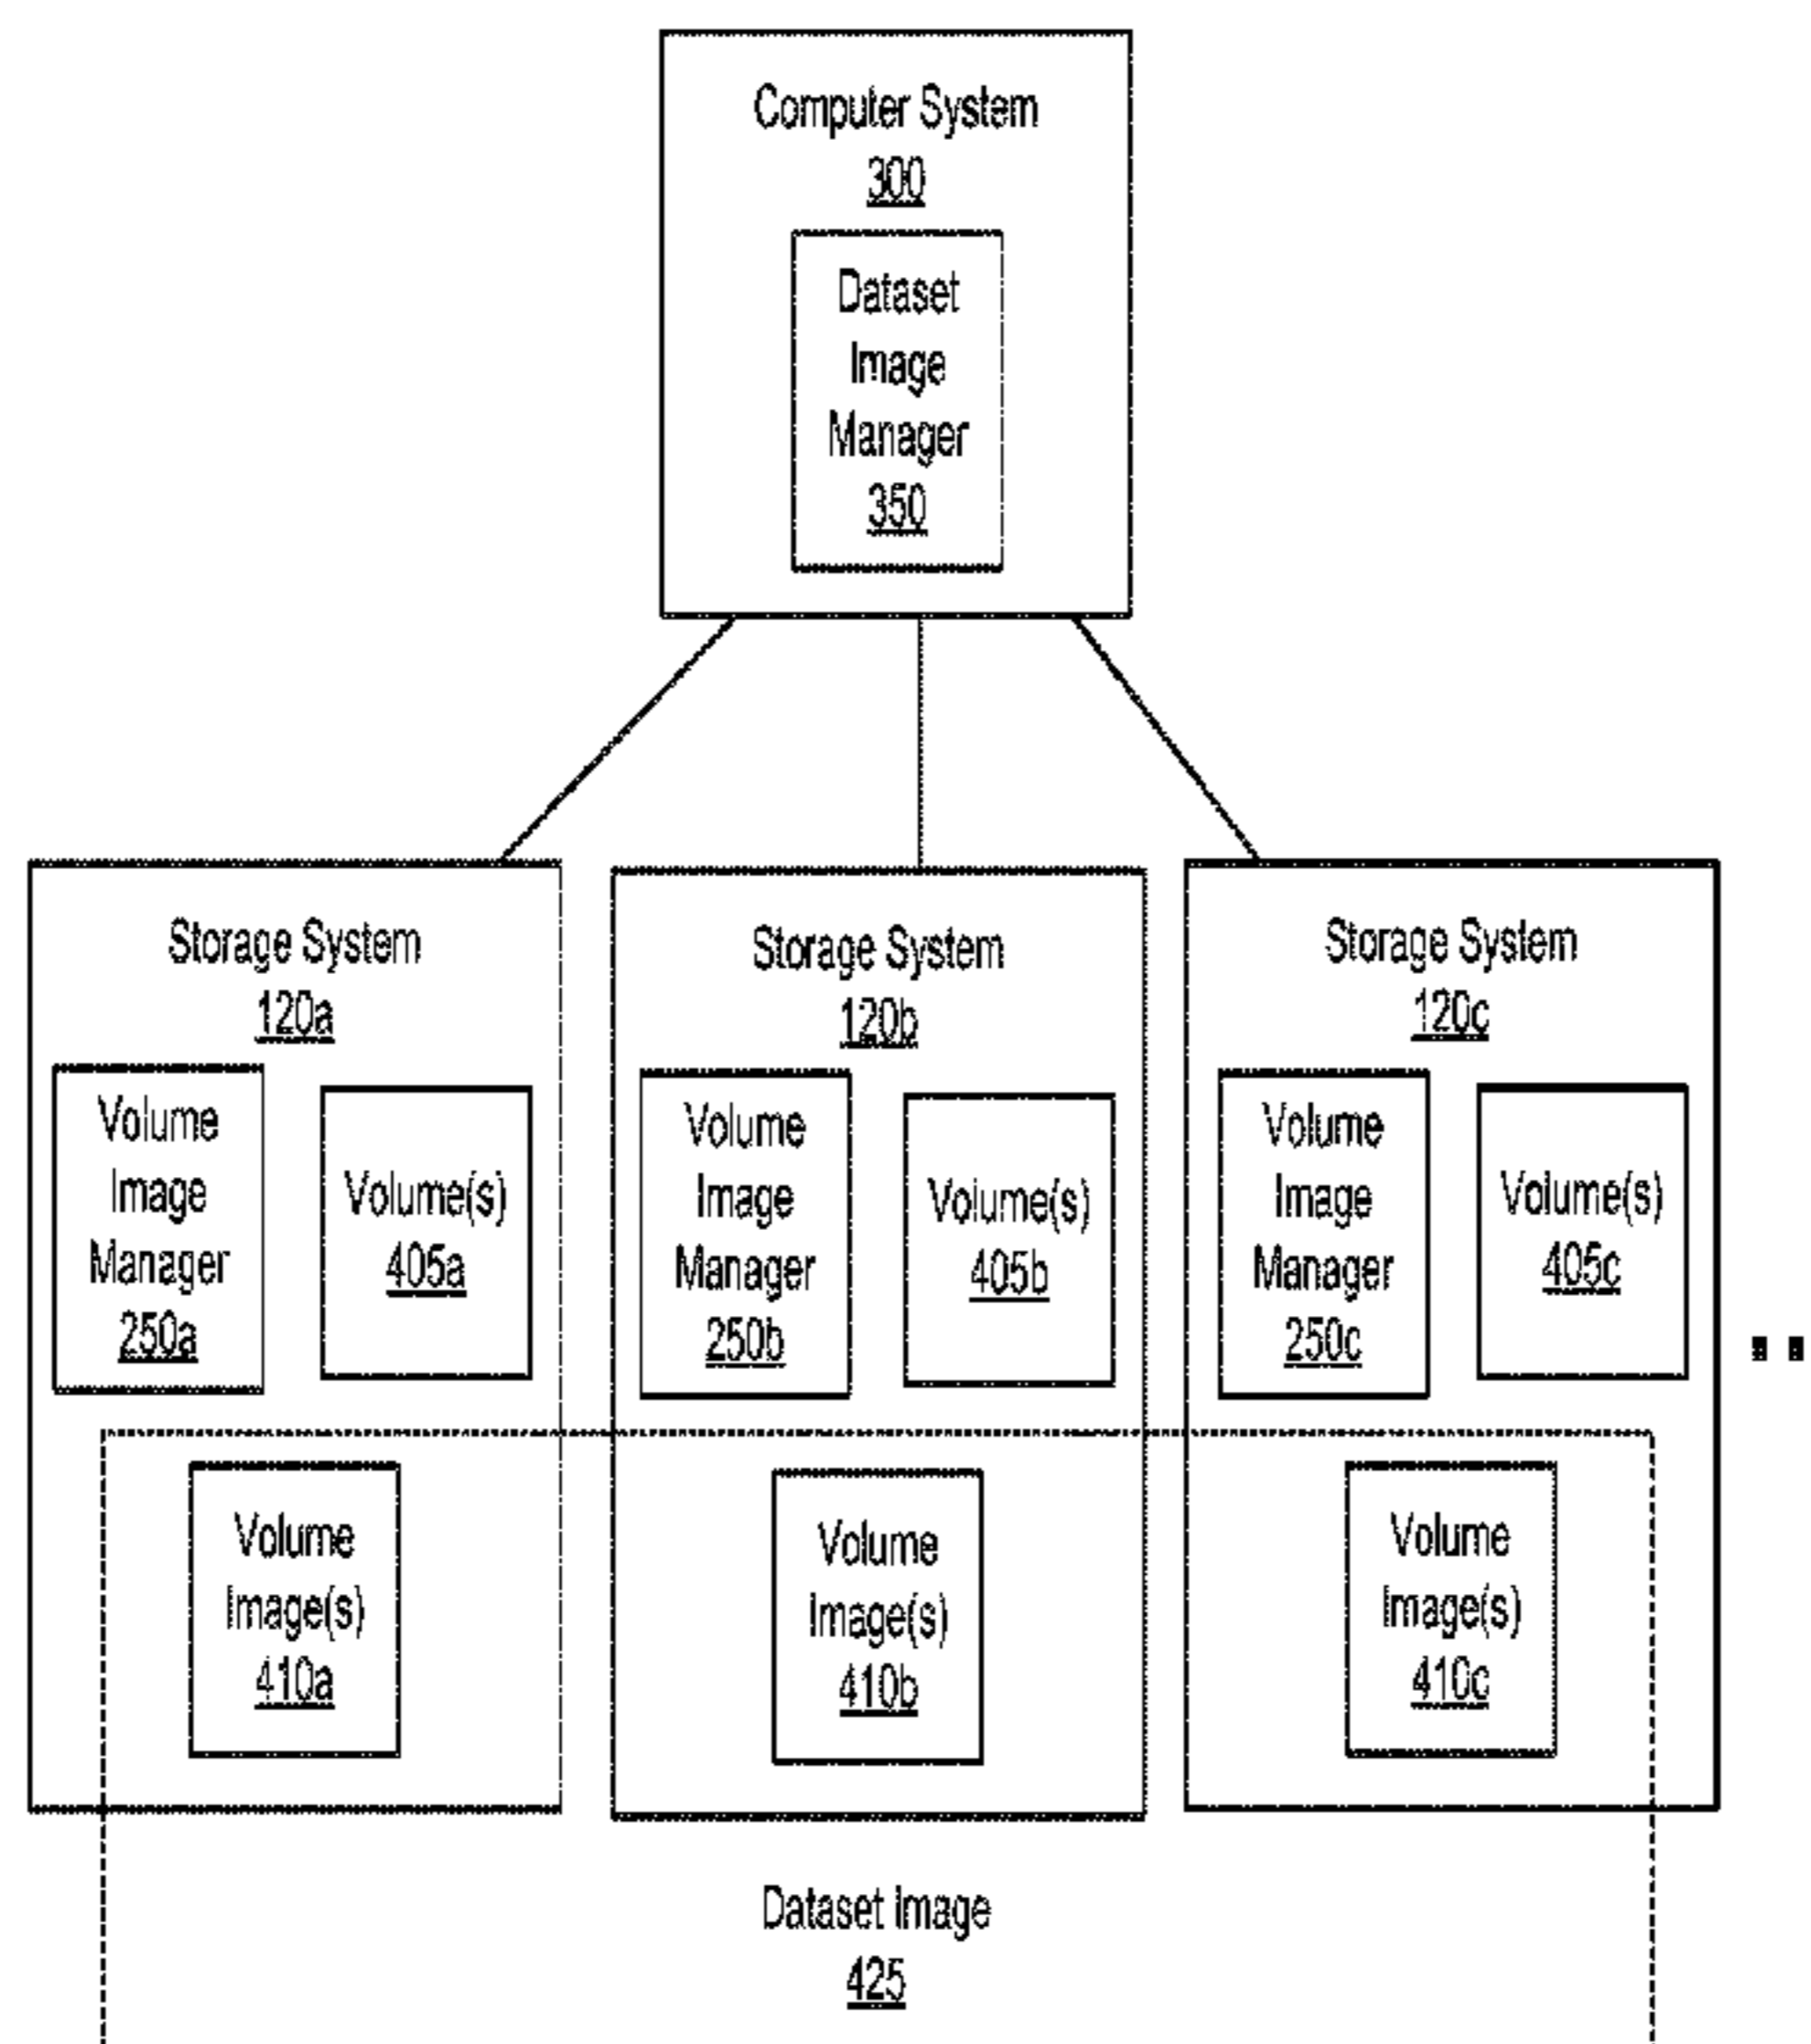 Computer System
300
Dataset
Image
Manager
350
Storage System
120a
Volume
Image
Manager
250a
Volume(s)
405a
Volume
Image(s)
410a
Storage System
120b
Volume
Image
Manager
250b
Volume(s)
405b
Volume
Image(s)
410b
Storage System
120c
Volume
Image
Manager
250c
Volume(s)
405c
Volume
Image(s)
410c
Dataset Image
425